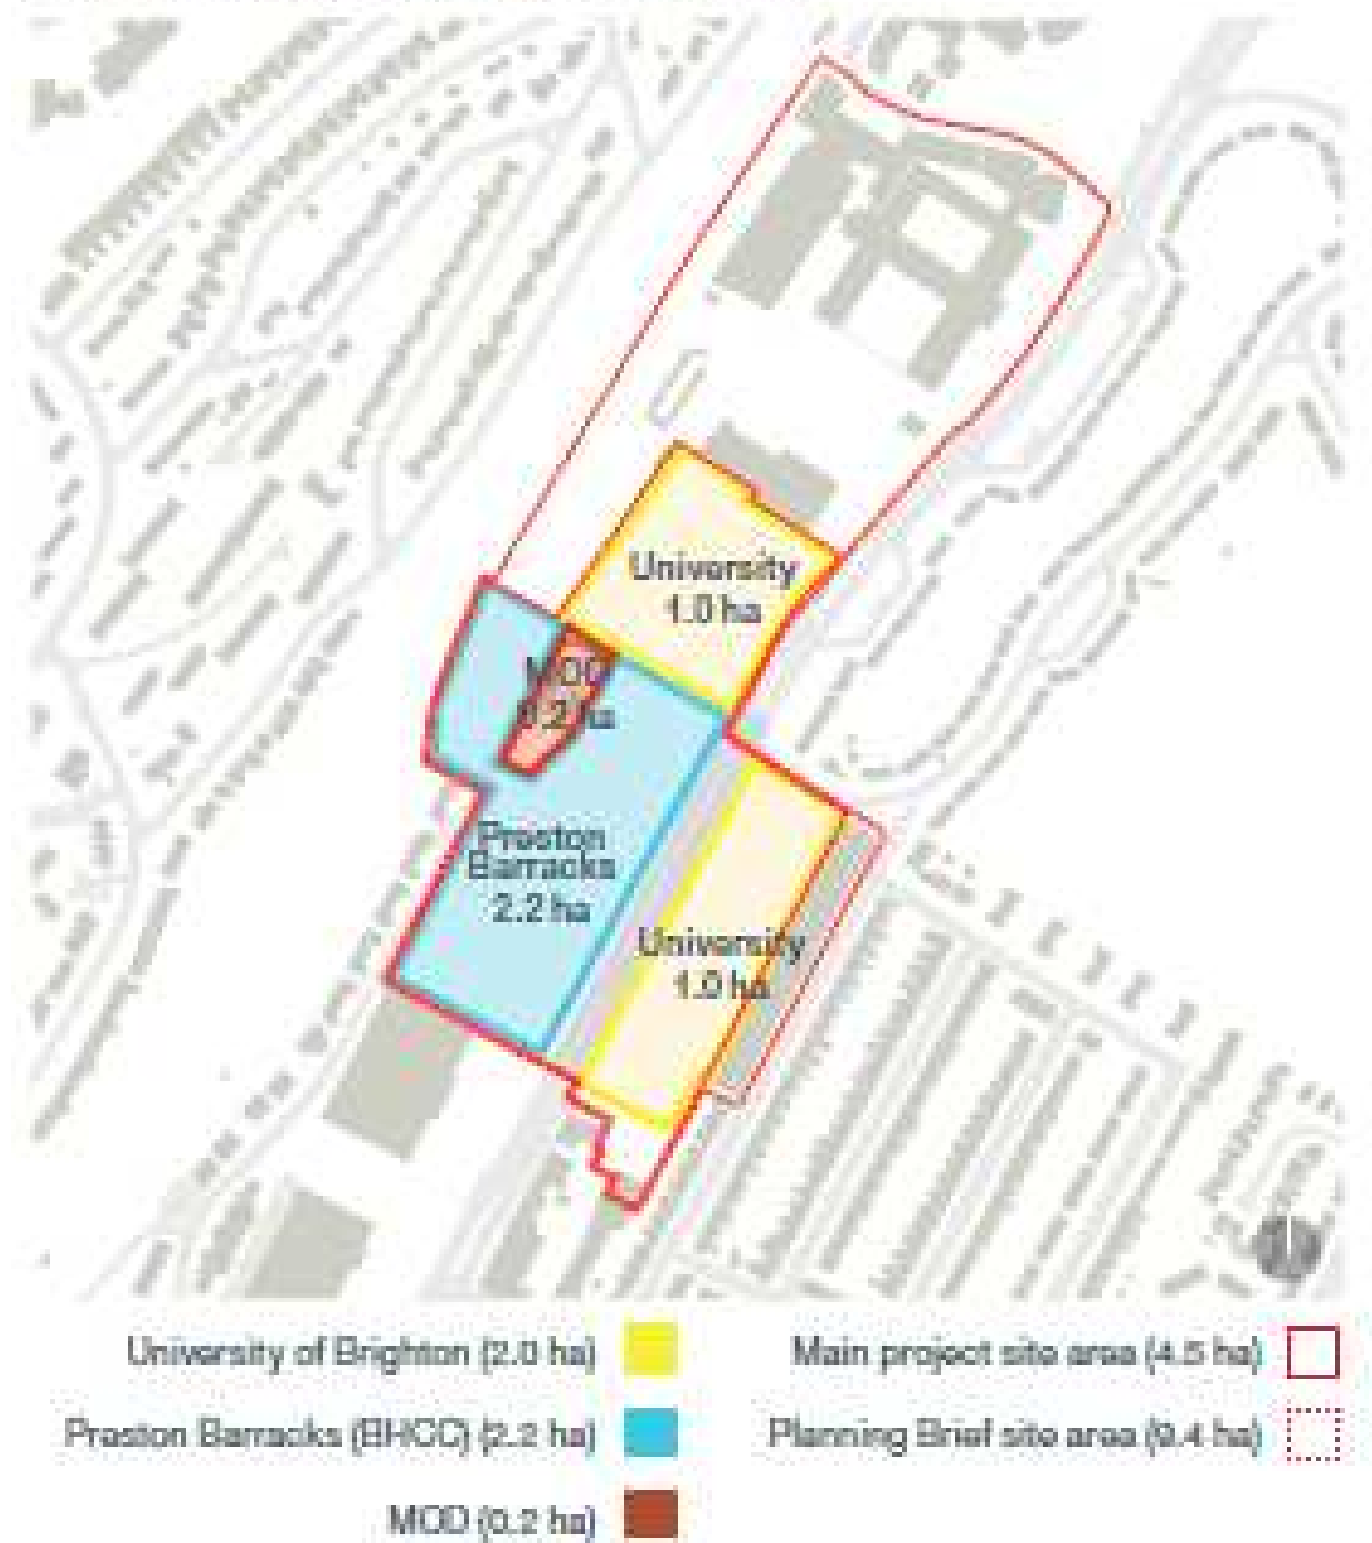 University
1.0 ha
MOD
0.2 ha
Preston
Barracks
2.2 ha
University
1.0 ha
University of Brighton (2.0 ha)
Preston Barracks (BHCC) (2.2 ha)
MOD (0.2 ha)
Main project site area (4.5 ha)
Planning Brief site area (9.4 ha)